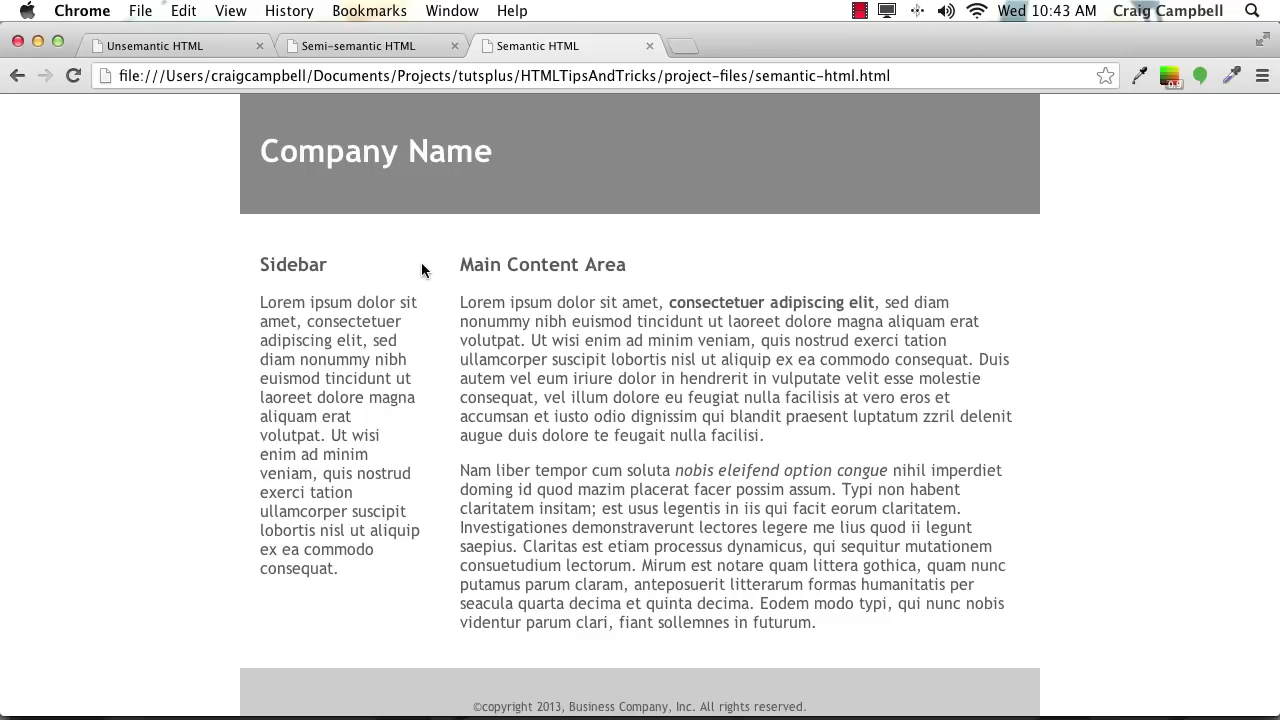 Chrome File Edit View History Bookmarks Window Help Wed 10:43 AM Craig Campbell
Unsemantic HTML Semi-semantic HTML Semantic HTML
file:///Users/craigcampbell/Documents/Projects/tutsplus/HTMLTipsAndTricks/project-files/semantic-html.html
Company Name
Sidebar
Lorem ipsum dolor sit
amet, consectetuer
adipiscing elit, sed
diam nonummy nibh
euismod tincidunt ut
laoreet dolore magna
aliquam erat
volutpat. Ut wisi
enim ad minim
veniam, quis nostrud
exerci tation
ullamcorper suscipit
lobortis nisl ut aliquip
ex ea commodo
consequat.
Main Content Area
Lorem ipsum dolor sit amet, consectetuer adipiscing elit, sed diam
nonummy nibh euismod tincidunt ut laoreet dolore magna aliquam erat
volutpat. Ut wisi enim ad minim veniam, quis nostrud exerci tation
ullamcorper suscipit lobortis nisl ut aliquip ex ea commodo consequat. Duis
autem vel eum iriure dolor in hendrerit in vulputate velit esse molestie
consequat, vel illum dolore eu feugiat nulla facilisis at vero eros et
accumsan et iusto odio dignissim qui blandit praesent luptatum zzril delenit
augue duis dolore te feugait nulla facilisi.
Nam liber tempor cum soluta nobis eleifend option congue nihil imperdiet
doming id quod mazim placerat facer possim assum. Typi non habent
claritatem insitam; est usus legentis in iis qui facit eorum claritatem.
Investigationes demonstraverunt lectores legere me lius quod ii legunt
saepius. Claritas est etiam processus dynamicus, qui sequitur mutationem
consuetudium lectorum. Mirum est notare quam littera gothica, quam nunc
putamus parum claram, anteposuerit litterarum formas humanitatis per
seacula quarta decima et quinta decima. Eodem modo typi, qui nunc nobis
videntur parum clari, fiant sollemnes in futurum.
©copyright 2013, Business Company, Inc. All rights reserved.